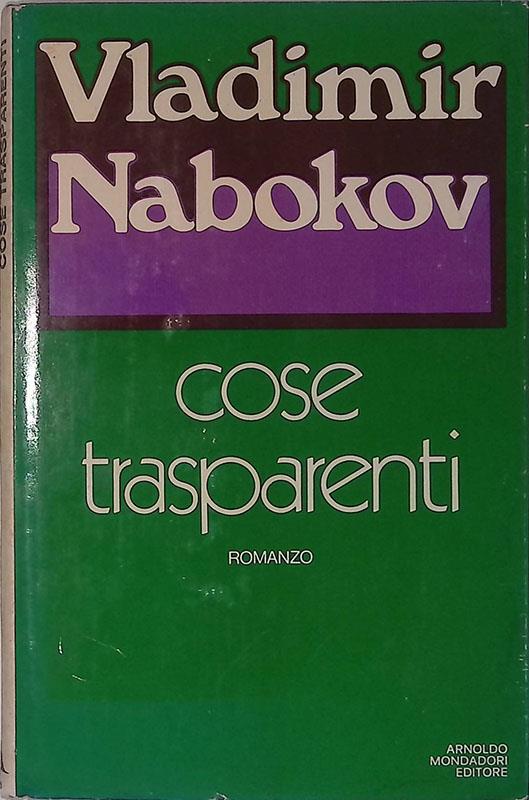 COSE TRASPARENTI
Vladimir
Nabokov
cose
trasparenti
ROMANZO
ARNOLDO
MONDADORI
EDITORE